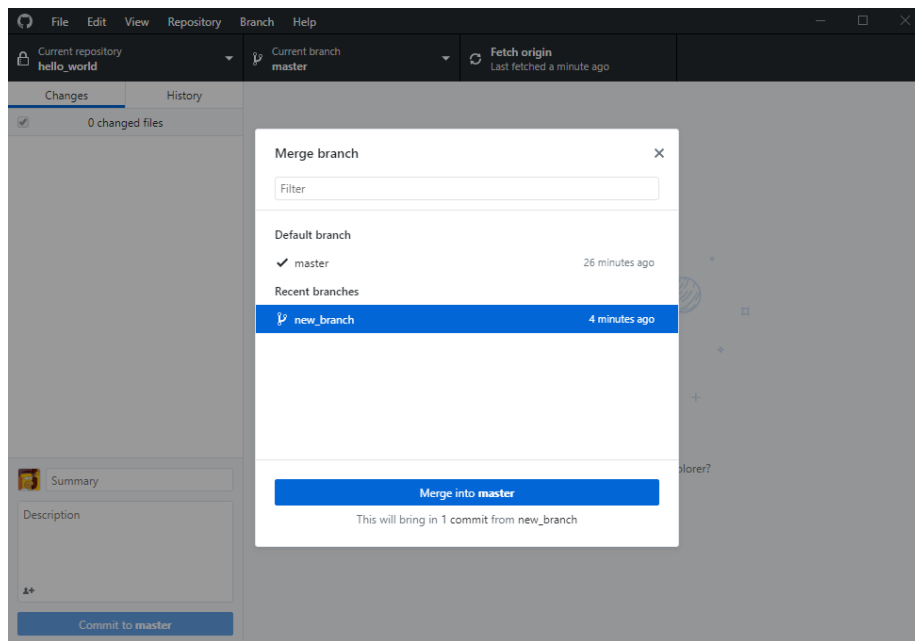 File Edit View Repository Branch Help
Current repository
hello_world
Current branch
master
Fetch origin
Last fetched a minute ago
Changes History
0 changed files
Merge branch
Filter
Default branch
master 26 minutes ago
Recent branches
new_branch 4 minutes ago
Merge into master
This will bring in 1 commit from new_branch
plorer?
Summary
Description
Commit to master